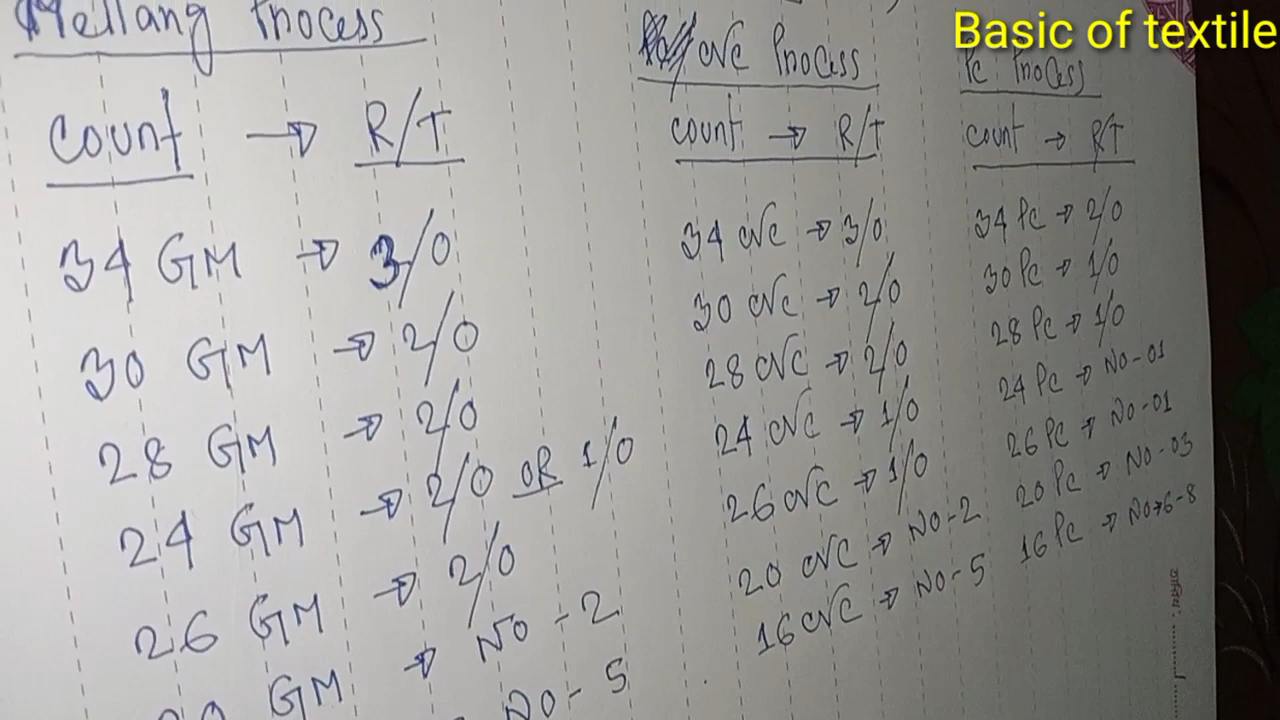 Basic of textile
Mellang Process
Count → R/T
34 GM → 3/0
30 GM → 2/0
28 GM → 2/0
24 GM → 2/0 OR 1/0
26 GM → 2/0
GM → No - 2
No - 5
CVC Process
count → R/T
34 CVC → 3/0
30 CVC → 2/0
28 CVC → 2/0
24 CVC → 1/0
26 CVC → 1/0
20 CVC → No - 2
16 CVC → No - 5
Pc Process
count → R/T
34 Pc → 2/0
30 Pc → 1/0
28 Pc → 1/0
24 Pc → No - 01
26 Pc → No - 01
20 Pc → No - 03
16 Pc → No → 6-8